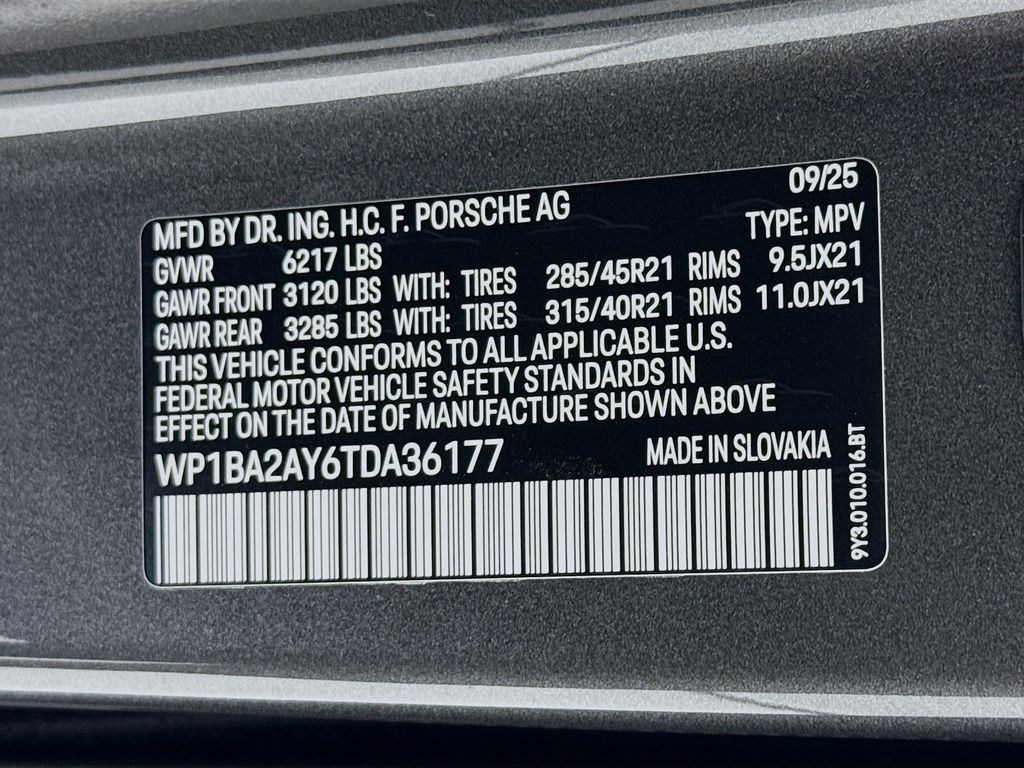 09/25
MFD BY DR. ING. H.C. F. PORSCHE AG TYPE: MPV
GVWR 6217 LBS
GAWR FRONT 3120 LBS WITH: TIRES 285/45R21 RIMS 9.5JX21
GAWR REAR 3285 LBS WITH: TIRES 315/40R21 RIMS 11.0JX21
THIS VEHICLE CONFORMS TO ALL APPLICABLE U.S.
FEDERAL MOTOR VEHICLE SAFETY STANDARDS IN
EFFECT ON THE DATE OF MANUFACTURE SHOWN ABOVE
WP1BA2AY6TDA36177 MADE IN SLOVAKIA
9Y3.010.016.BT